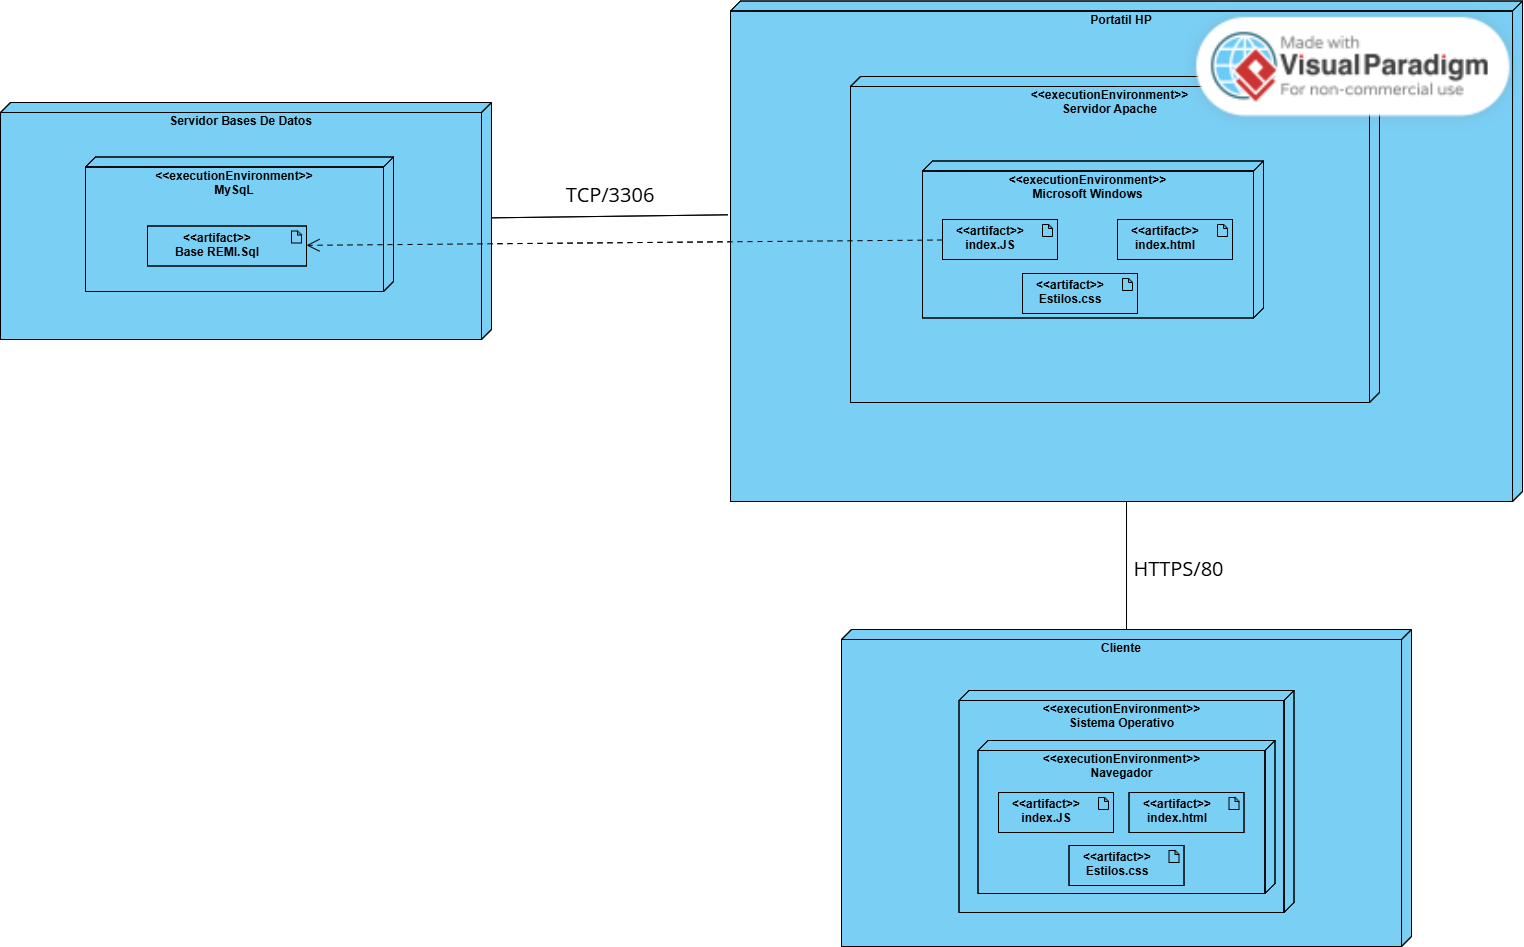 Portatil HP
Made with
Visual Paradigm
For non-commercial use
<<executionEnvironment>>
Servidor Apache
Servidor Bases De Datos
<<executionEnvironment>>
MySqL
<<artifact>>
Base REMI.Sql
TCP/3306
<<executionEnvironment>>
Microsoft Windows
<<artifact>>
index.JS
<<artifact>>
index.html
<<artifact>>
Estilos.css
HTTPS/80
Cliente
<<executionEnvironment>>
Sistema Operativo
<<executionEnvironment>>
Navegador
<<artifact>>
index.JS
<<artifact>>
index.html
<<artifact>>
Estilos.css